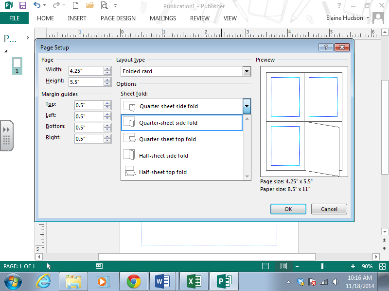 Publication1 - Publisher
FILE HOME INSERT PAGE DESIGN MAILINGS REVIEW VIEW Elaine Hudson
Page Setup
Page Layout Type Preview
Width: 4.25" Folded card
Height: 5.5" Options
Margin guides Sheet fold:
Top: 0.5" Quarter-sheet side fold
Left: 0.5" Quarter-sheet side fold
Bottom: 0.5" Quarter-sheet top fold
Right: 0.5" Half-sheet side fold
Half-sheet top fold
Page size: 4.25" x 5.5"
Paper size: 8.5" x 11"
OK Cancel
PAGE: 1 OF 1 90%
10:16 AM
11/18/2014